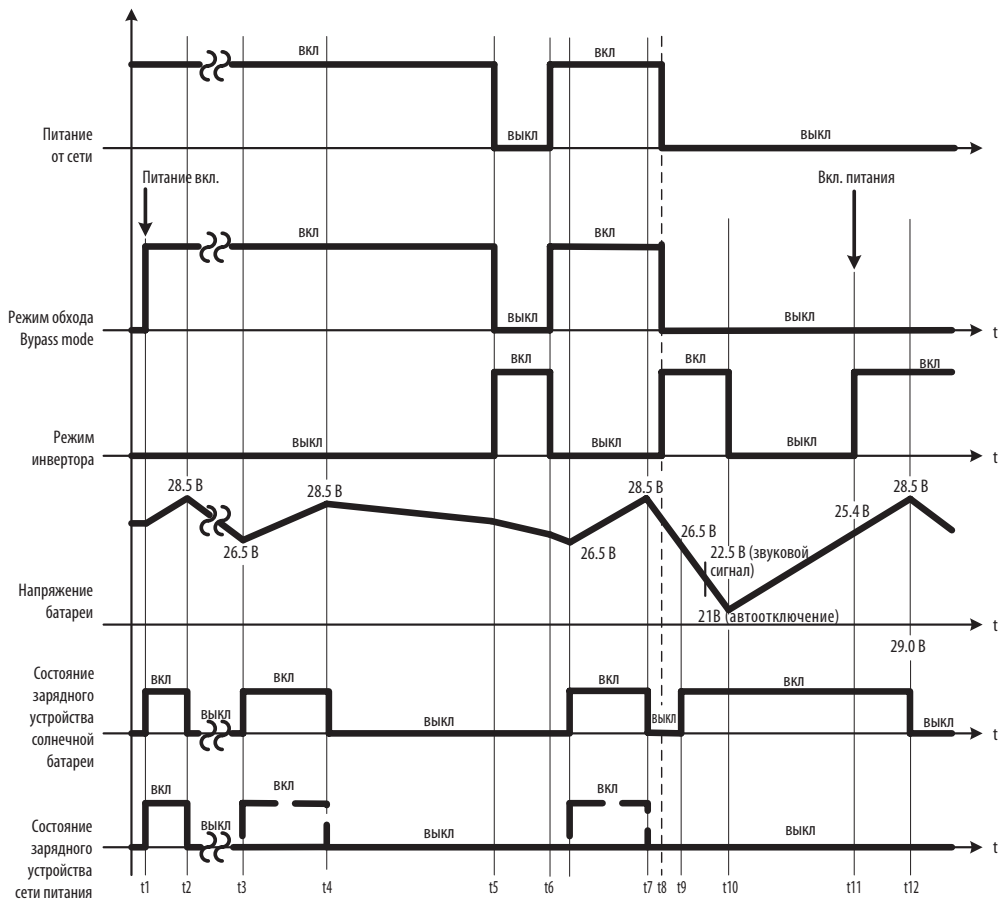 вкл
вкл
выкл
выкл
Питание
от сети
Питание вкл.
Вкл. питания
вкл
вкл
выкл
выкл
Режим обхода
Bypass mode
t
вкл
вкл
вкл
выкл
выкл
выкл
Режим
инвертора
t
28.5 В
28.5 В
28.5 В
28.5 В
25.4 В
26.5 В
26.5 В
26.5 В
22.5 В (звуковой
сигнал)
21В (автоотключение)
Напряжение
батареи
t
29.0 В
Состояние
зарядного
устройства
солнечной
батареи
вкл
вкл
вкл
вкл
выкл
выкл
выкл
выкл
t
вкл
вкл
вкл
выкл
выкл
выкл
Состояние
зарядного
устройства
сети питания
t
t1
t2
t3
t4
t5
t6
t7
t8
t9
t10
t11
t12